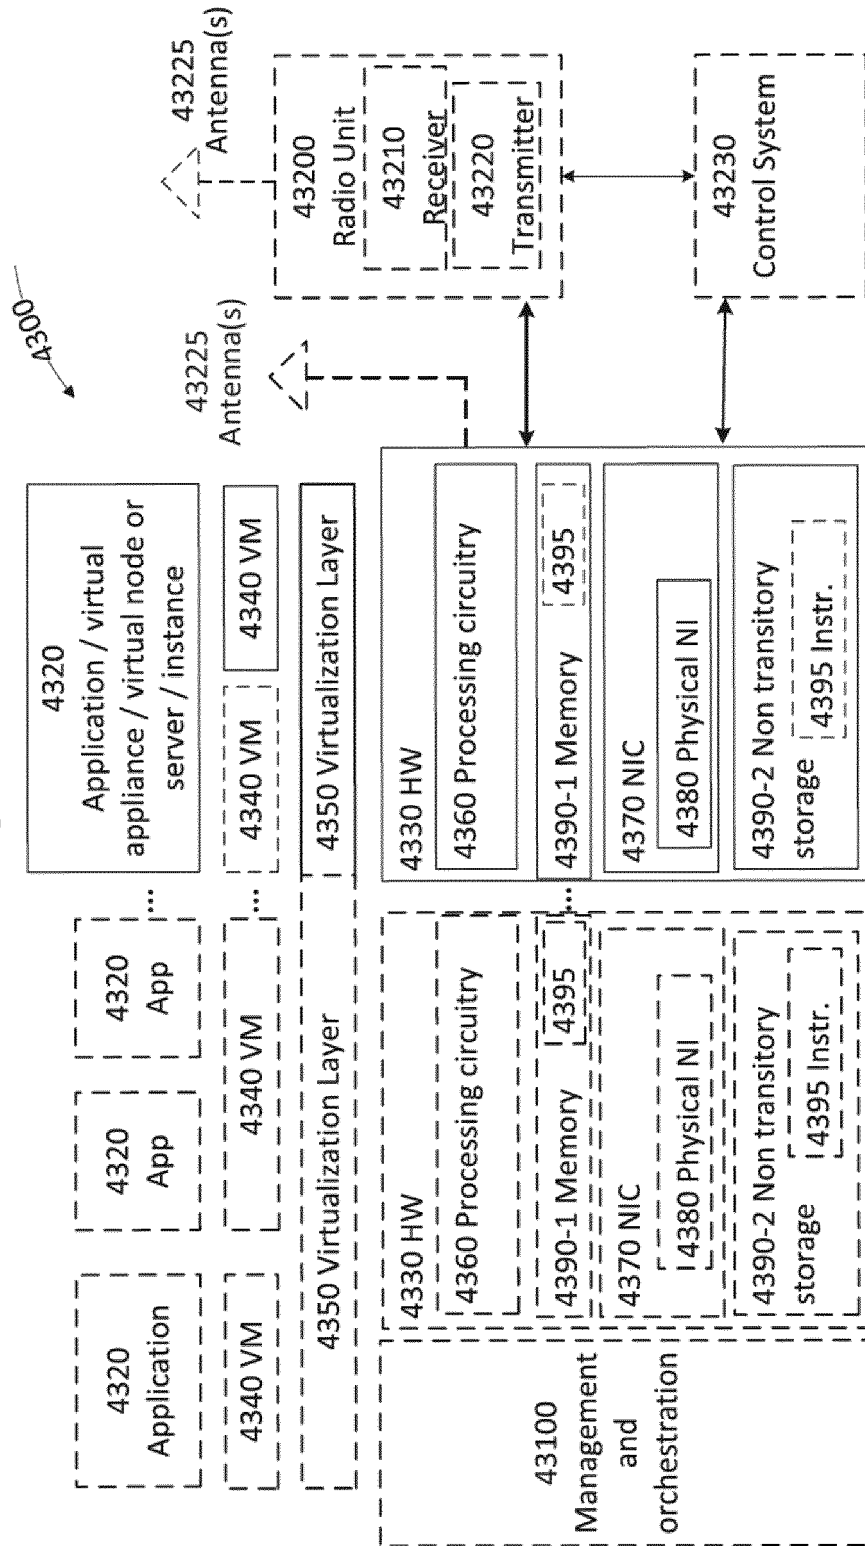 4300
4320
Application
4320
App
4320
App
...
4320
Application / virtual
appliance / virtual node or
server / instance
4340 VM
4340 VM
...
4340 VM
4340 VM
4350 Virtualization Layer
4350 Virtualization Layer
43225
Antenna(s)
43225
Antenna(s)
43100
Management
and
orchestration
4330 HW
4360 Processing circuitry
4390-1 Memory
4395
4370 NIC
4380 Physical NI
4390-2 Non transitory
storage
4395 Instr.
...
4330 HW
4360 Processing circuitry
4390-1 Memory
4395
4370 NIC
4380 Physical NI
4390-2 Non transitory
storage
4395 Instr.
43200
Radio Unit
43210
Receiver
43220
Transmitter
43230
Control System